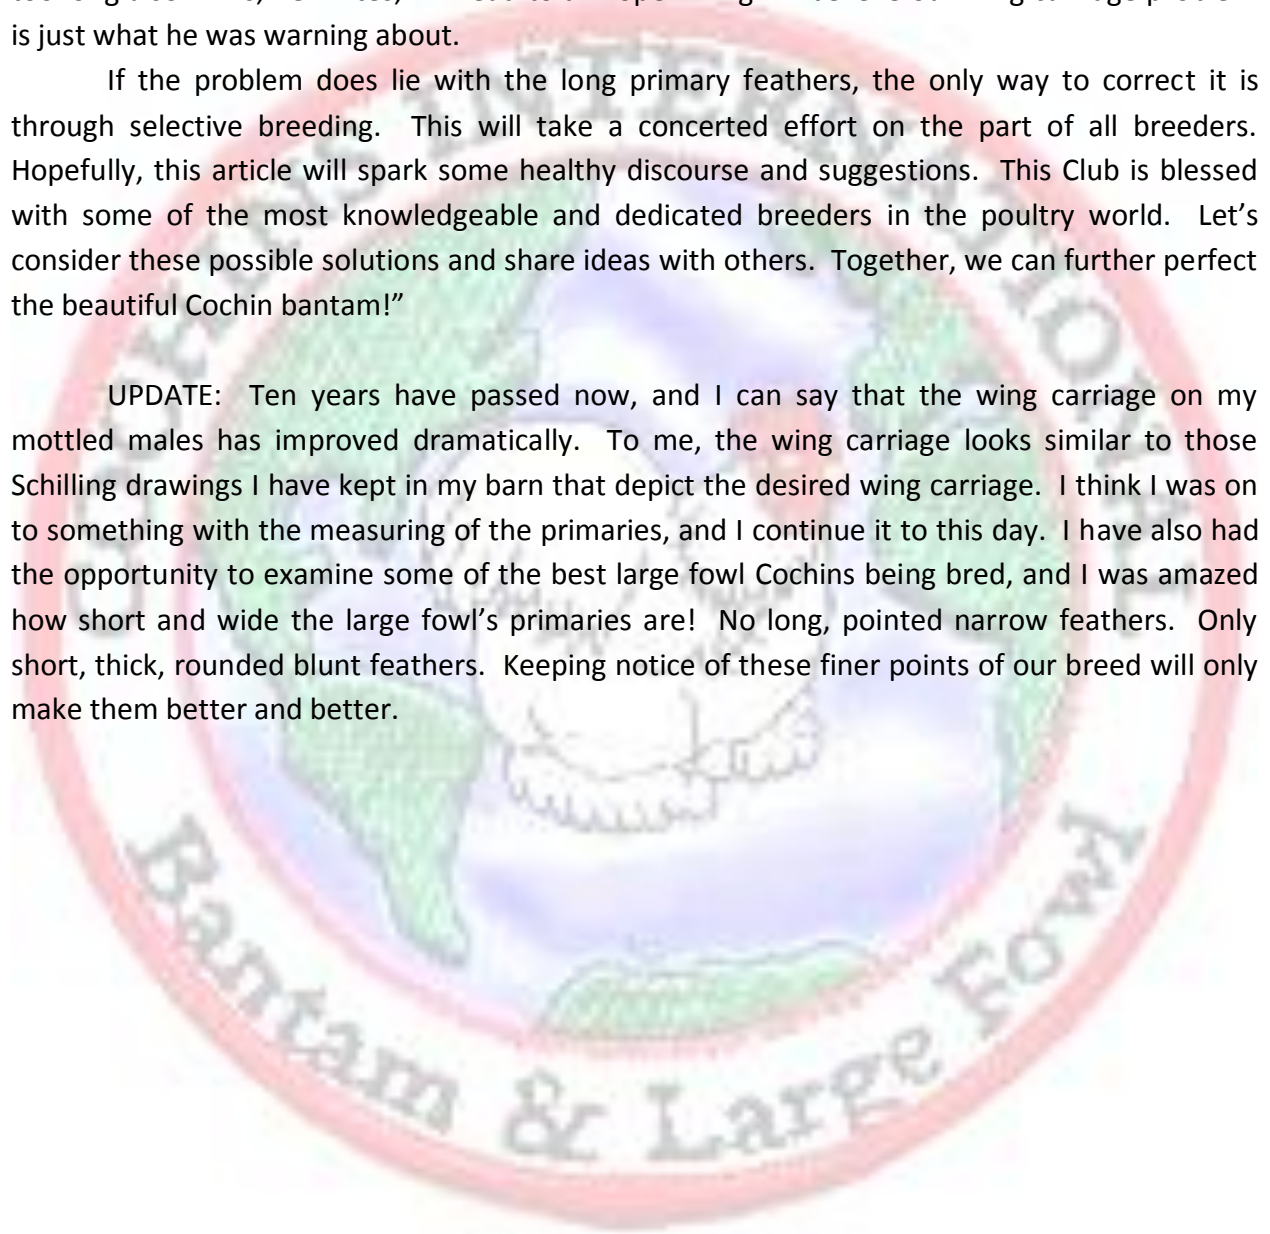 is just what he was warning about.
If the problem does lie with the long primary feathers, the only way to correct it is
through selective breeding.  This will take a concerted effort on the part of all breeders.
Hopefully, this article will spark some healthy discourse and suggestions.  This Club is blessed
with some of the most knowledgeable and dedicated breeders in the poultry world.  Let’s
consider these possible solutions and share ideas with others.  Together, we can further perfect
the beautiful Cochin bantam!”
UPDATE:  Ten years have passed now, and I can say that the wing carriage on my
mottled males has improved dramatically.  To me, the wing carriage looks similar to those
Schilling drawings I have kept in my barn that depict the desired wing carriage.  I think I was on
to something with the measuring of the primaries, and I continue it to this day.  I have also had
the opportunity to examine some of the best large fowl Cochins being bred, and I was amazed
how short and wide the large fowl’s primaries are!  No long, pointed narrow feathers.  Only
short, thick, rounded blunt feathers.  Keeping notice of these finer points of our breed will only
make them better and better.
COCHINS INTERNATIONAL
Bantam & Large Fowl